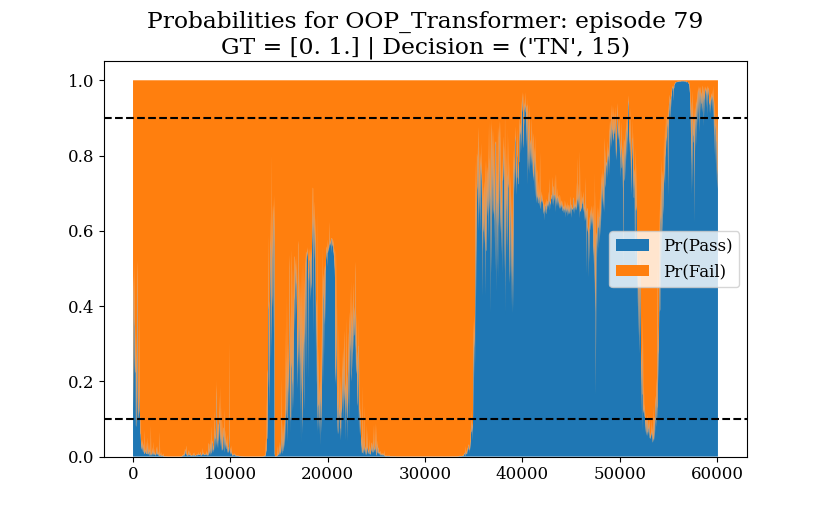 Probabilities for OOP_Transformer: episode 79
GT = [0. 1.] | Decision = ('TN', 15)
1.0
0.8
0.6
0.4
0.2
0.0
Pr(Pass)
Pr(Fail)
0 10000 20000 30000 40000 50000 60000